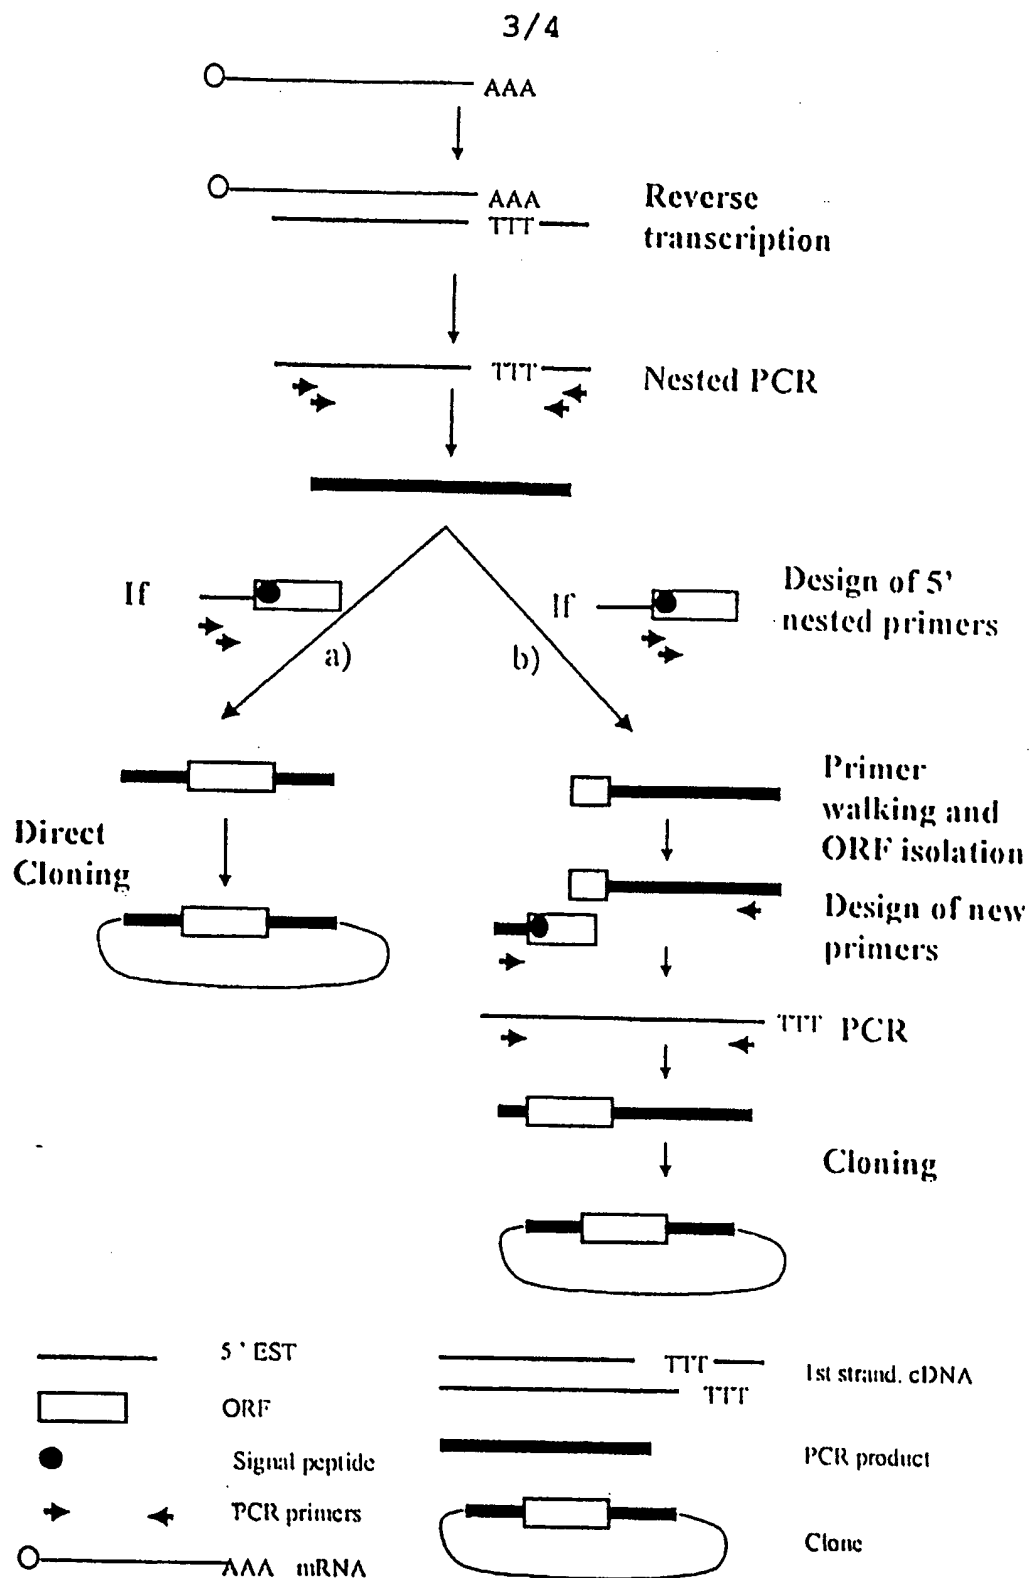 3/4
AAA
AAA
TTT
Reverse
transcription
TTT
Nested PCR
If
If
Design of 5'
nested primers
a)
b)
Primer
walking and
ORF isolation
Direct
Cloning
Design of new
primers
TTT PCR
Cloning
5 ' EST
ORF
Signal peptide
PCR primers
AAA mRNA
TTT
TTT
1st strand. cDNA
PCR product
Clone